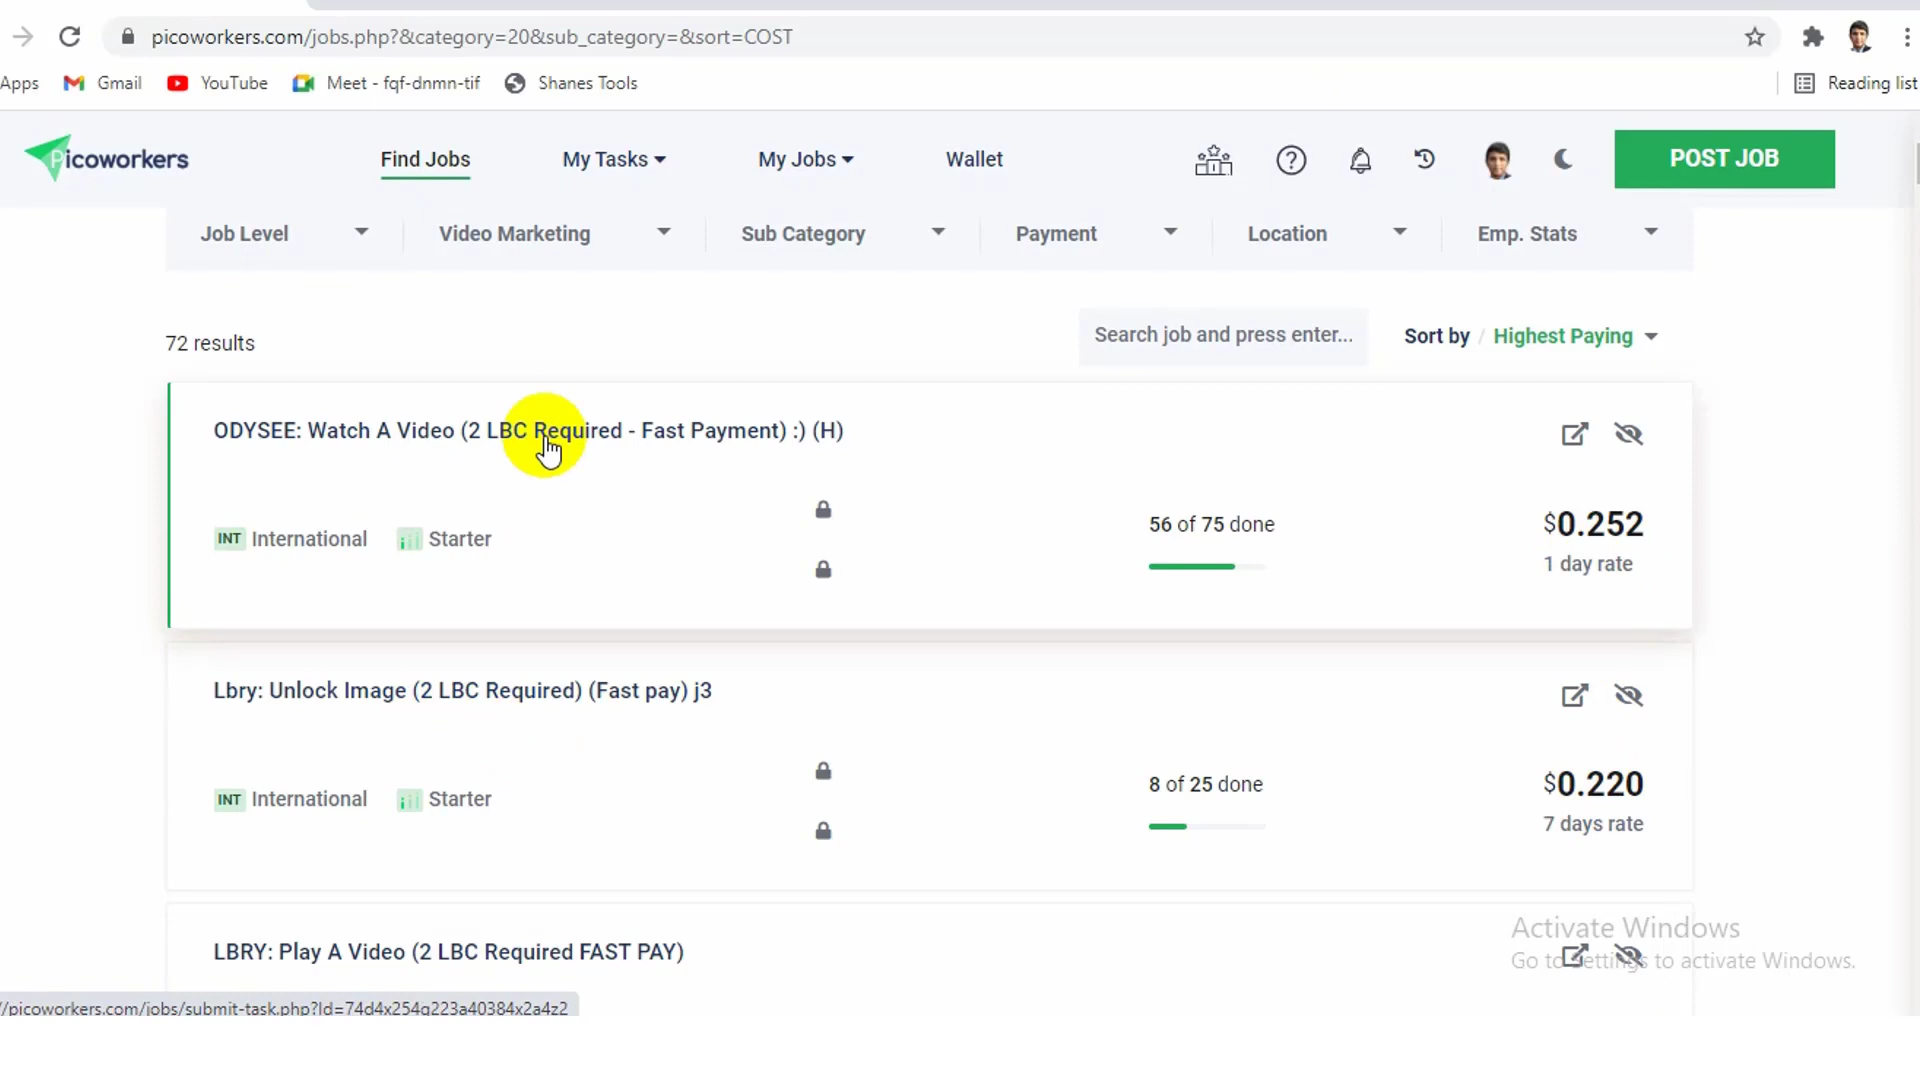 picoworkers.com/jobs.php?&category=20&sub_category=&sort=COST
Apps Gmail YouTube Meet - fqf-dnmn-tif Shanes Tools Reading list
Picoworkers Find Jobs My Tasks My Jobs Wallet POST JOB
Job Level Video Marketing Sub Category Payment Location Emp. Stats
72 results Search job and press enter... Sort by / Highest Paying
ODYSEE: Watch A Video (2 LBC Required - Fast Payment) :) (H)
INT International Starter 56 of 75 done $0.252
1 day rate
Lbry: Unlock Image (2 LBC Required) (Fast pay) j3
INT International Starter 8 of 25 done $0.220
7 days rate
LBRY: Play A Video (2 LBC Required FAST PAY)
Activate Windows
Go to Settings to activate Windows.
//picoworkers.com/jobs/submit-task.php?Id=74d4x254q223a40384x2a4z2